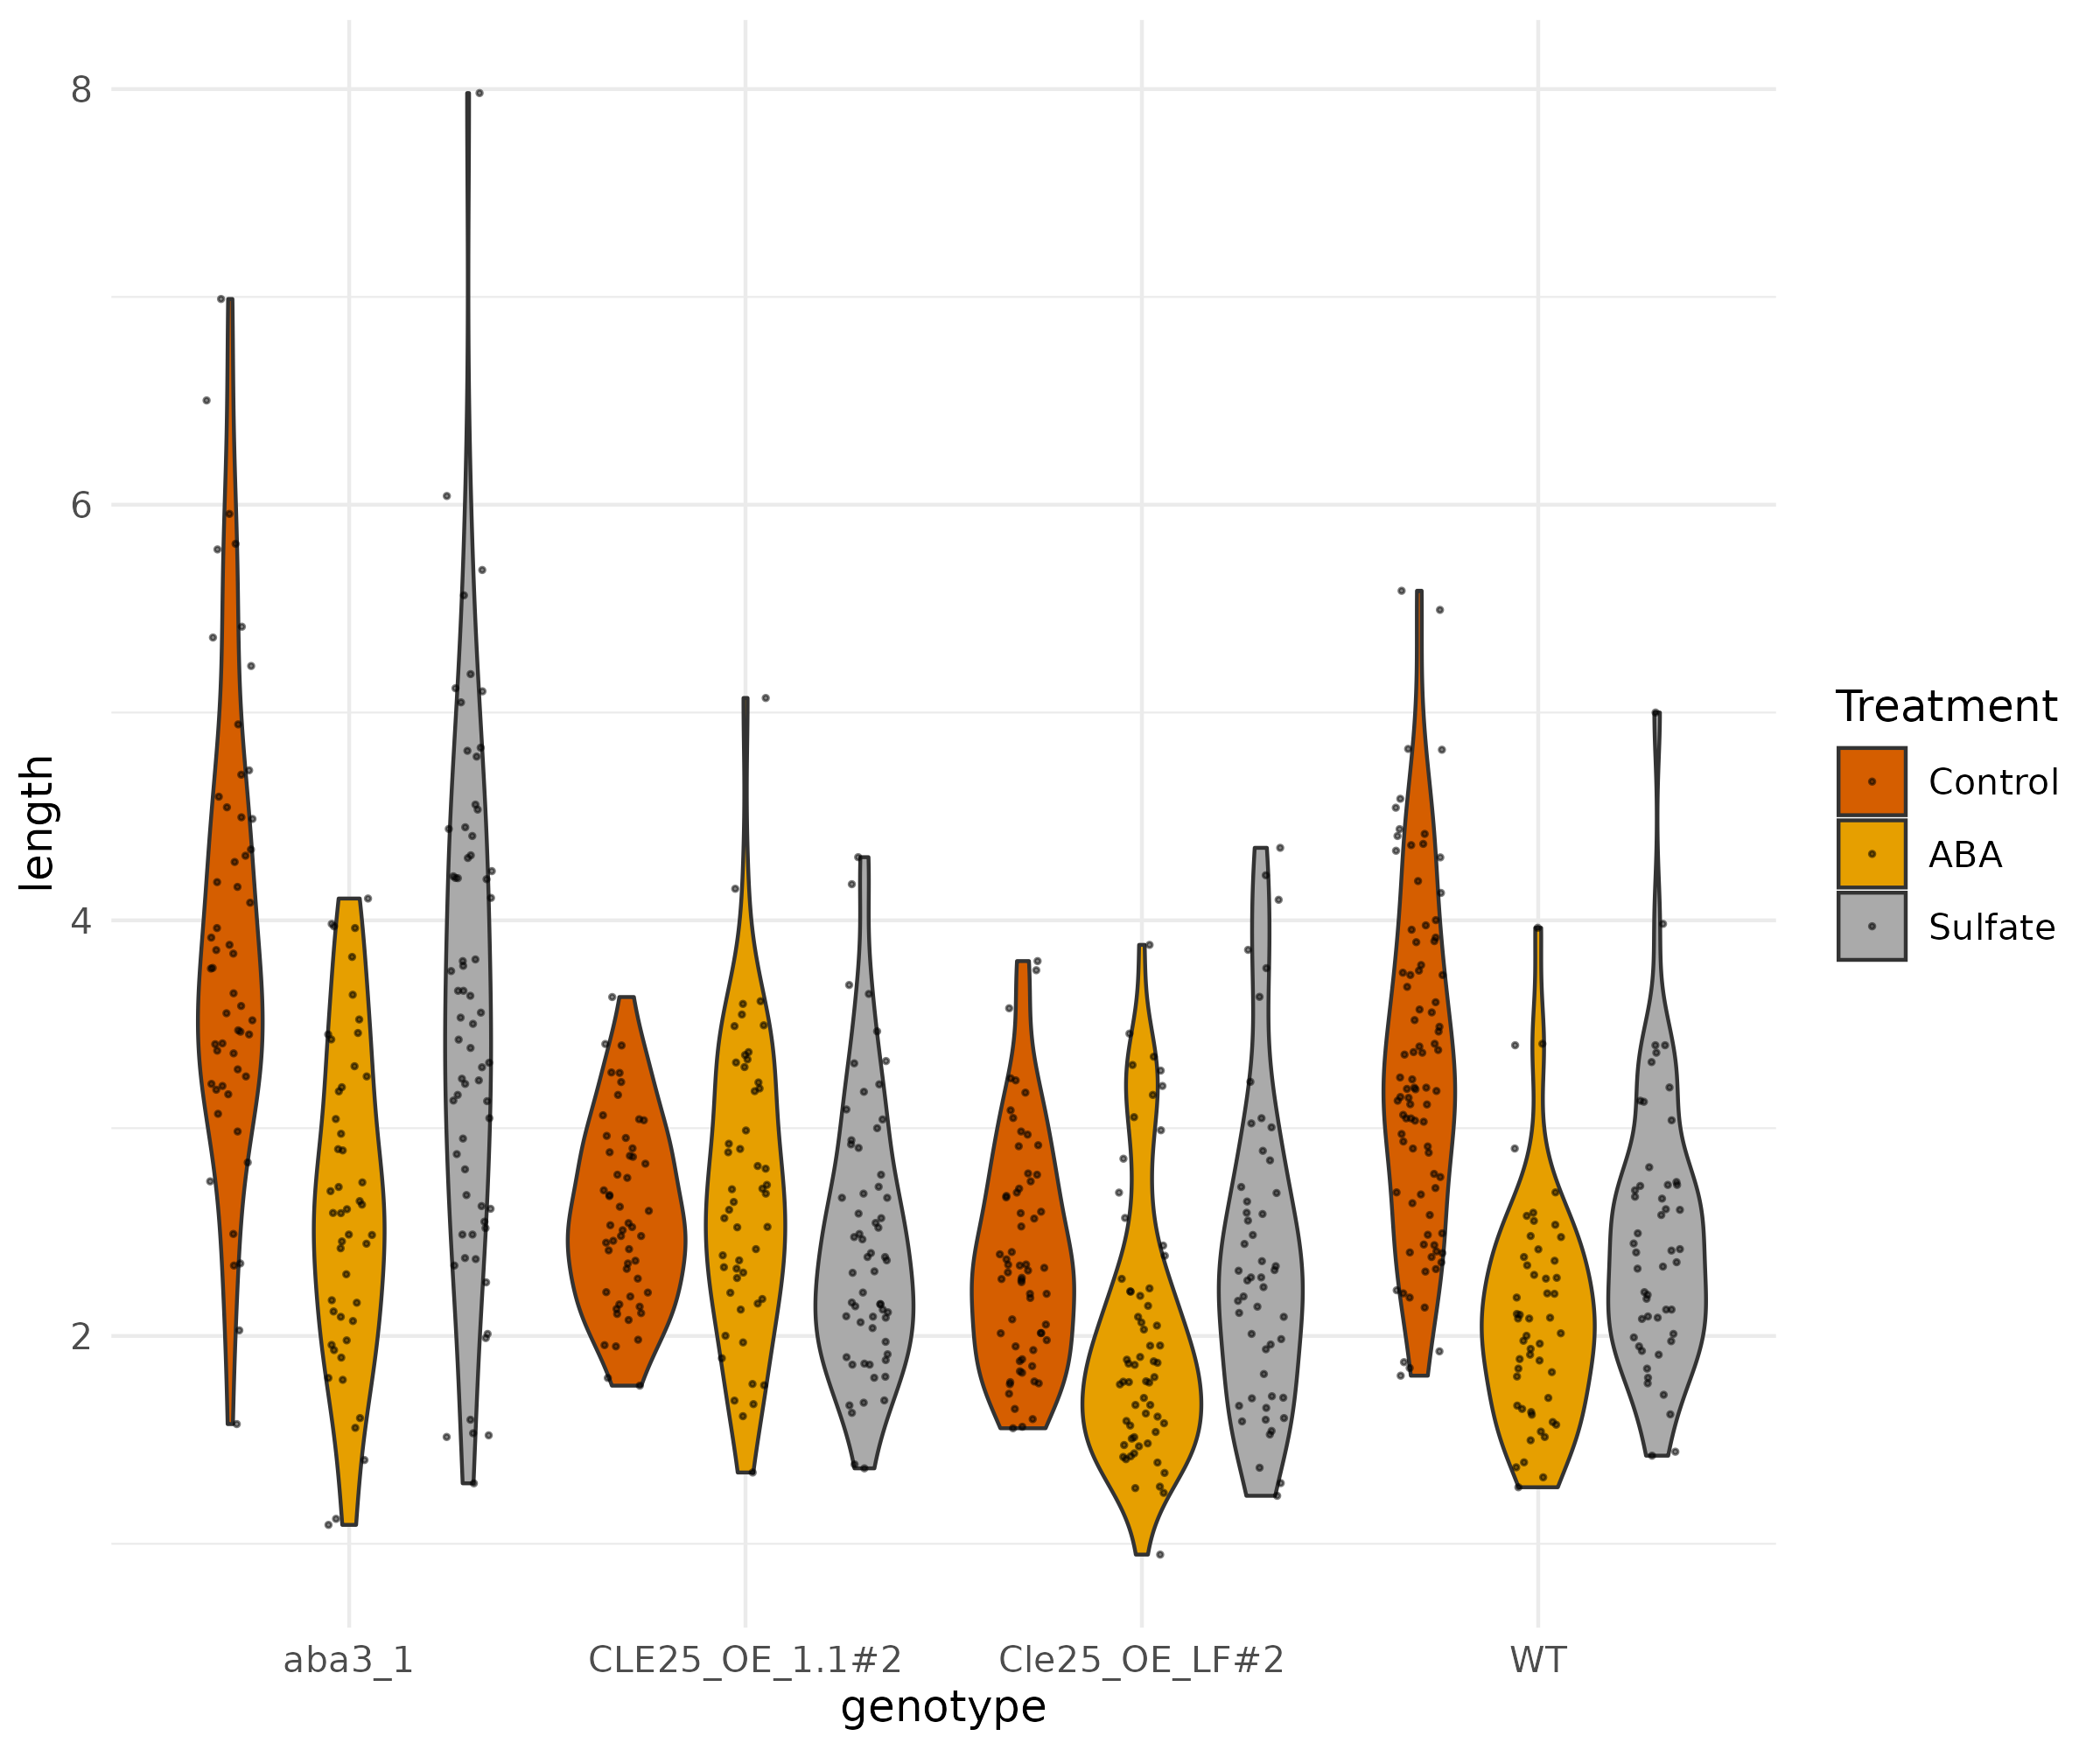 8
6
4
2
length
aba3_1
CLE25_OE_1.1#2
Cle25_OE_LF#2
WT
genotype
Treatment
Control
ABA
Sulfate